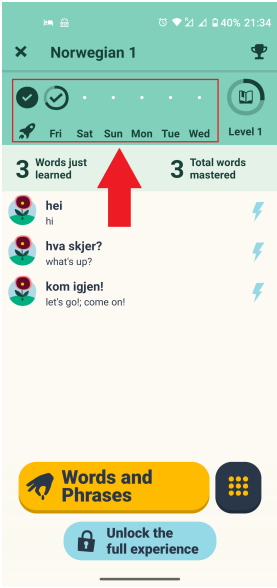 40% 21:34
Norwegian 1
Fri Sat Sun Mon Tue Wed Level 1
3 Words just learned
3 Total words mastered
hei
hi
hva skjer?
what's up?
kom igjen!
let's go!; come on!
Words and
Phrases
Unlock the
full experience